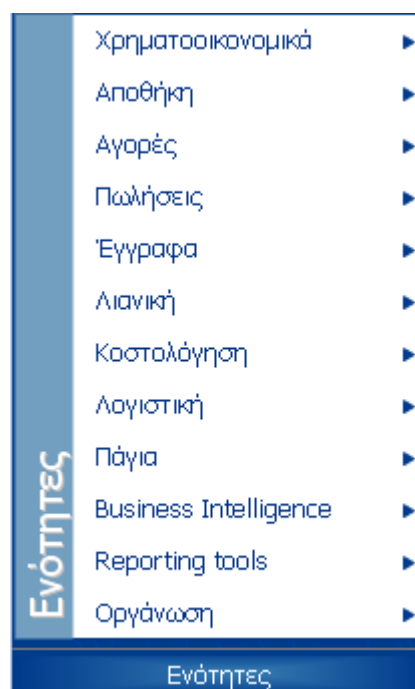 Χρηματοοικονομικά
Αποθήκη
Αγορές
Πωλήσεις
Έγγραφα
Λιανική
Κοστολόγηση
Λογιστική
Πάγια
Business Intelligence
Reporting tools
Οργάνωση
Ενότητες
Ενότητες